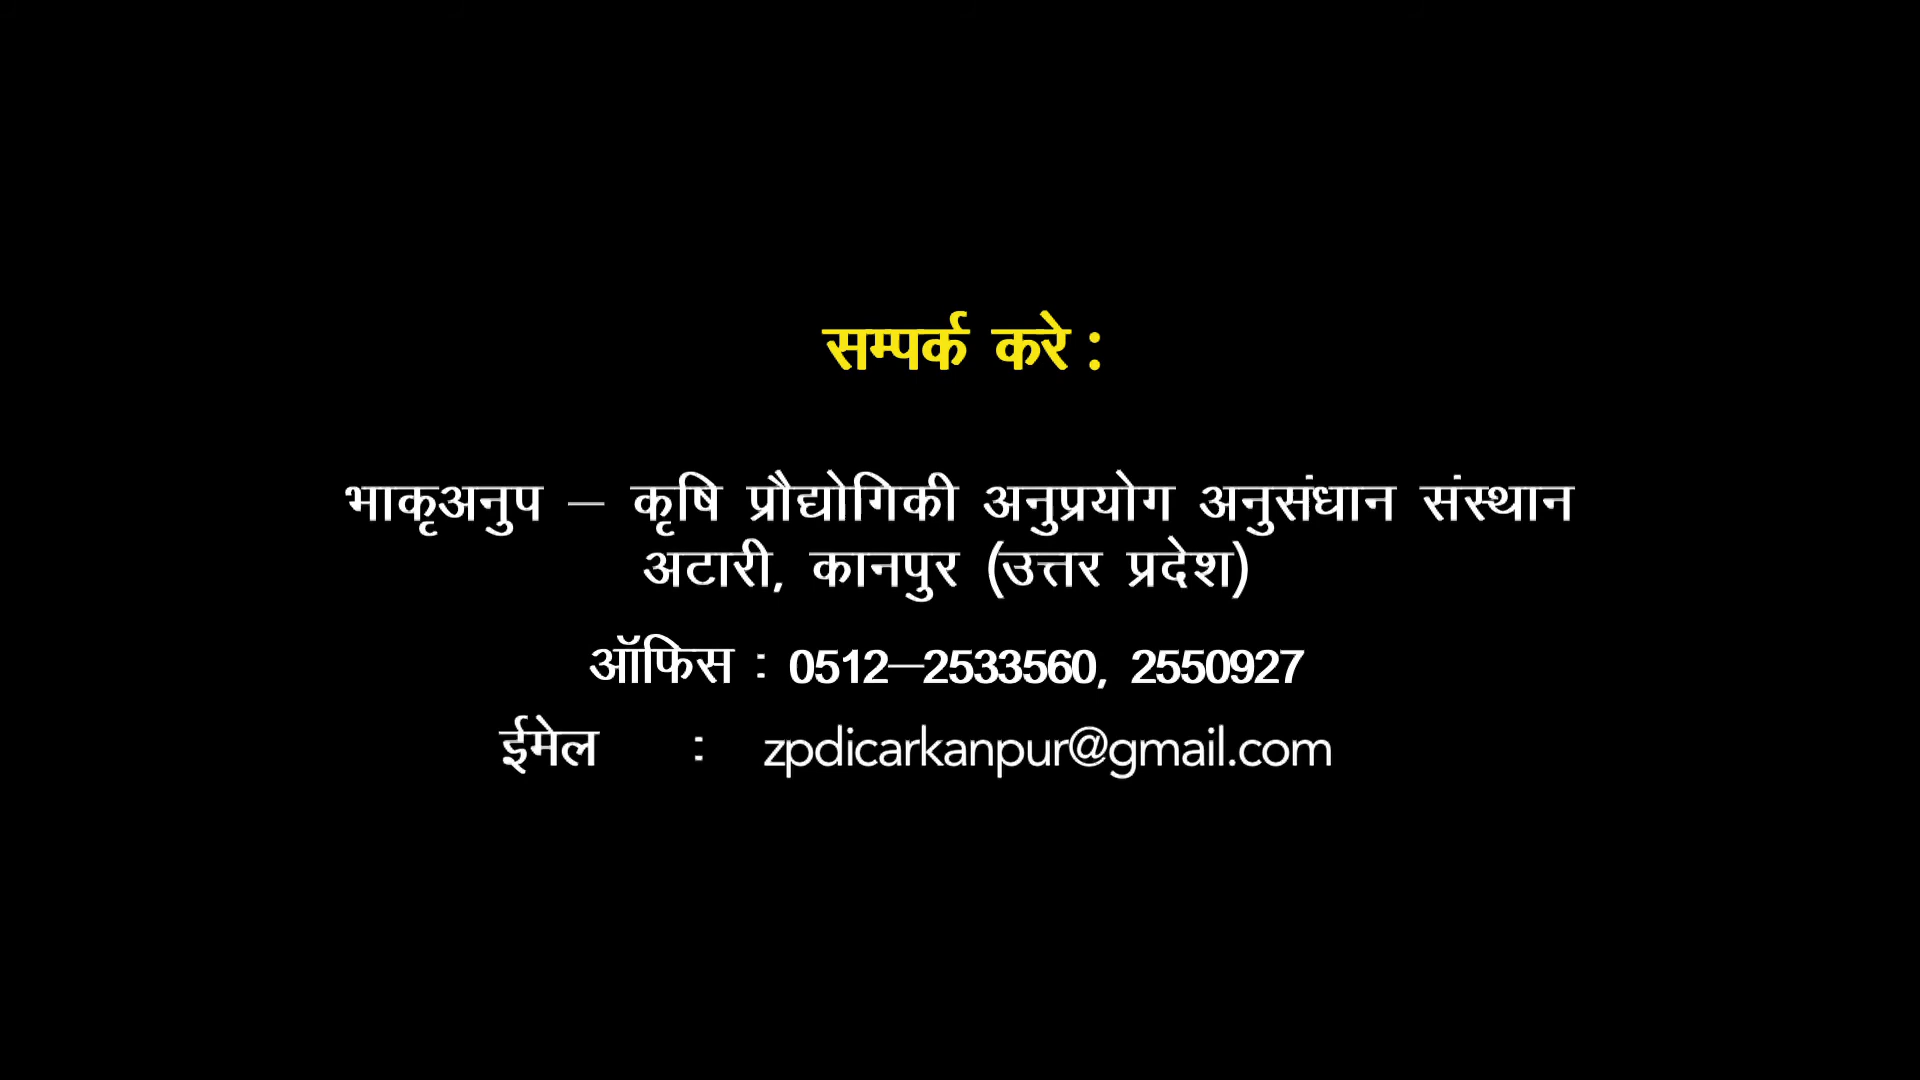 सम्पर्क करे :
भाकृअनुप – कृषि प्रौद्योगिकी अनुप्रयोग अनुसंधान संस्थान
अटारी, कानपुर (उत्तर प्रदेश)
ऑफिस : 0512–2533560, 2550927
ईमेल : zpdicarkanpur@gmail.com